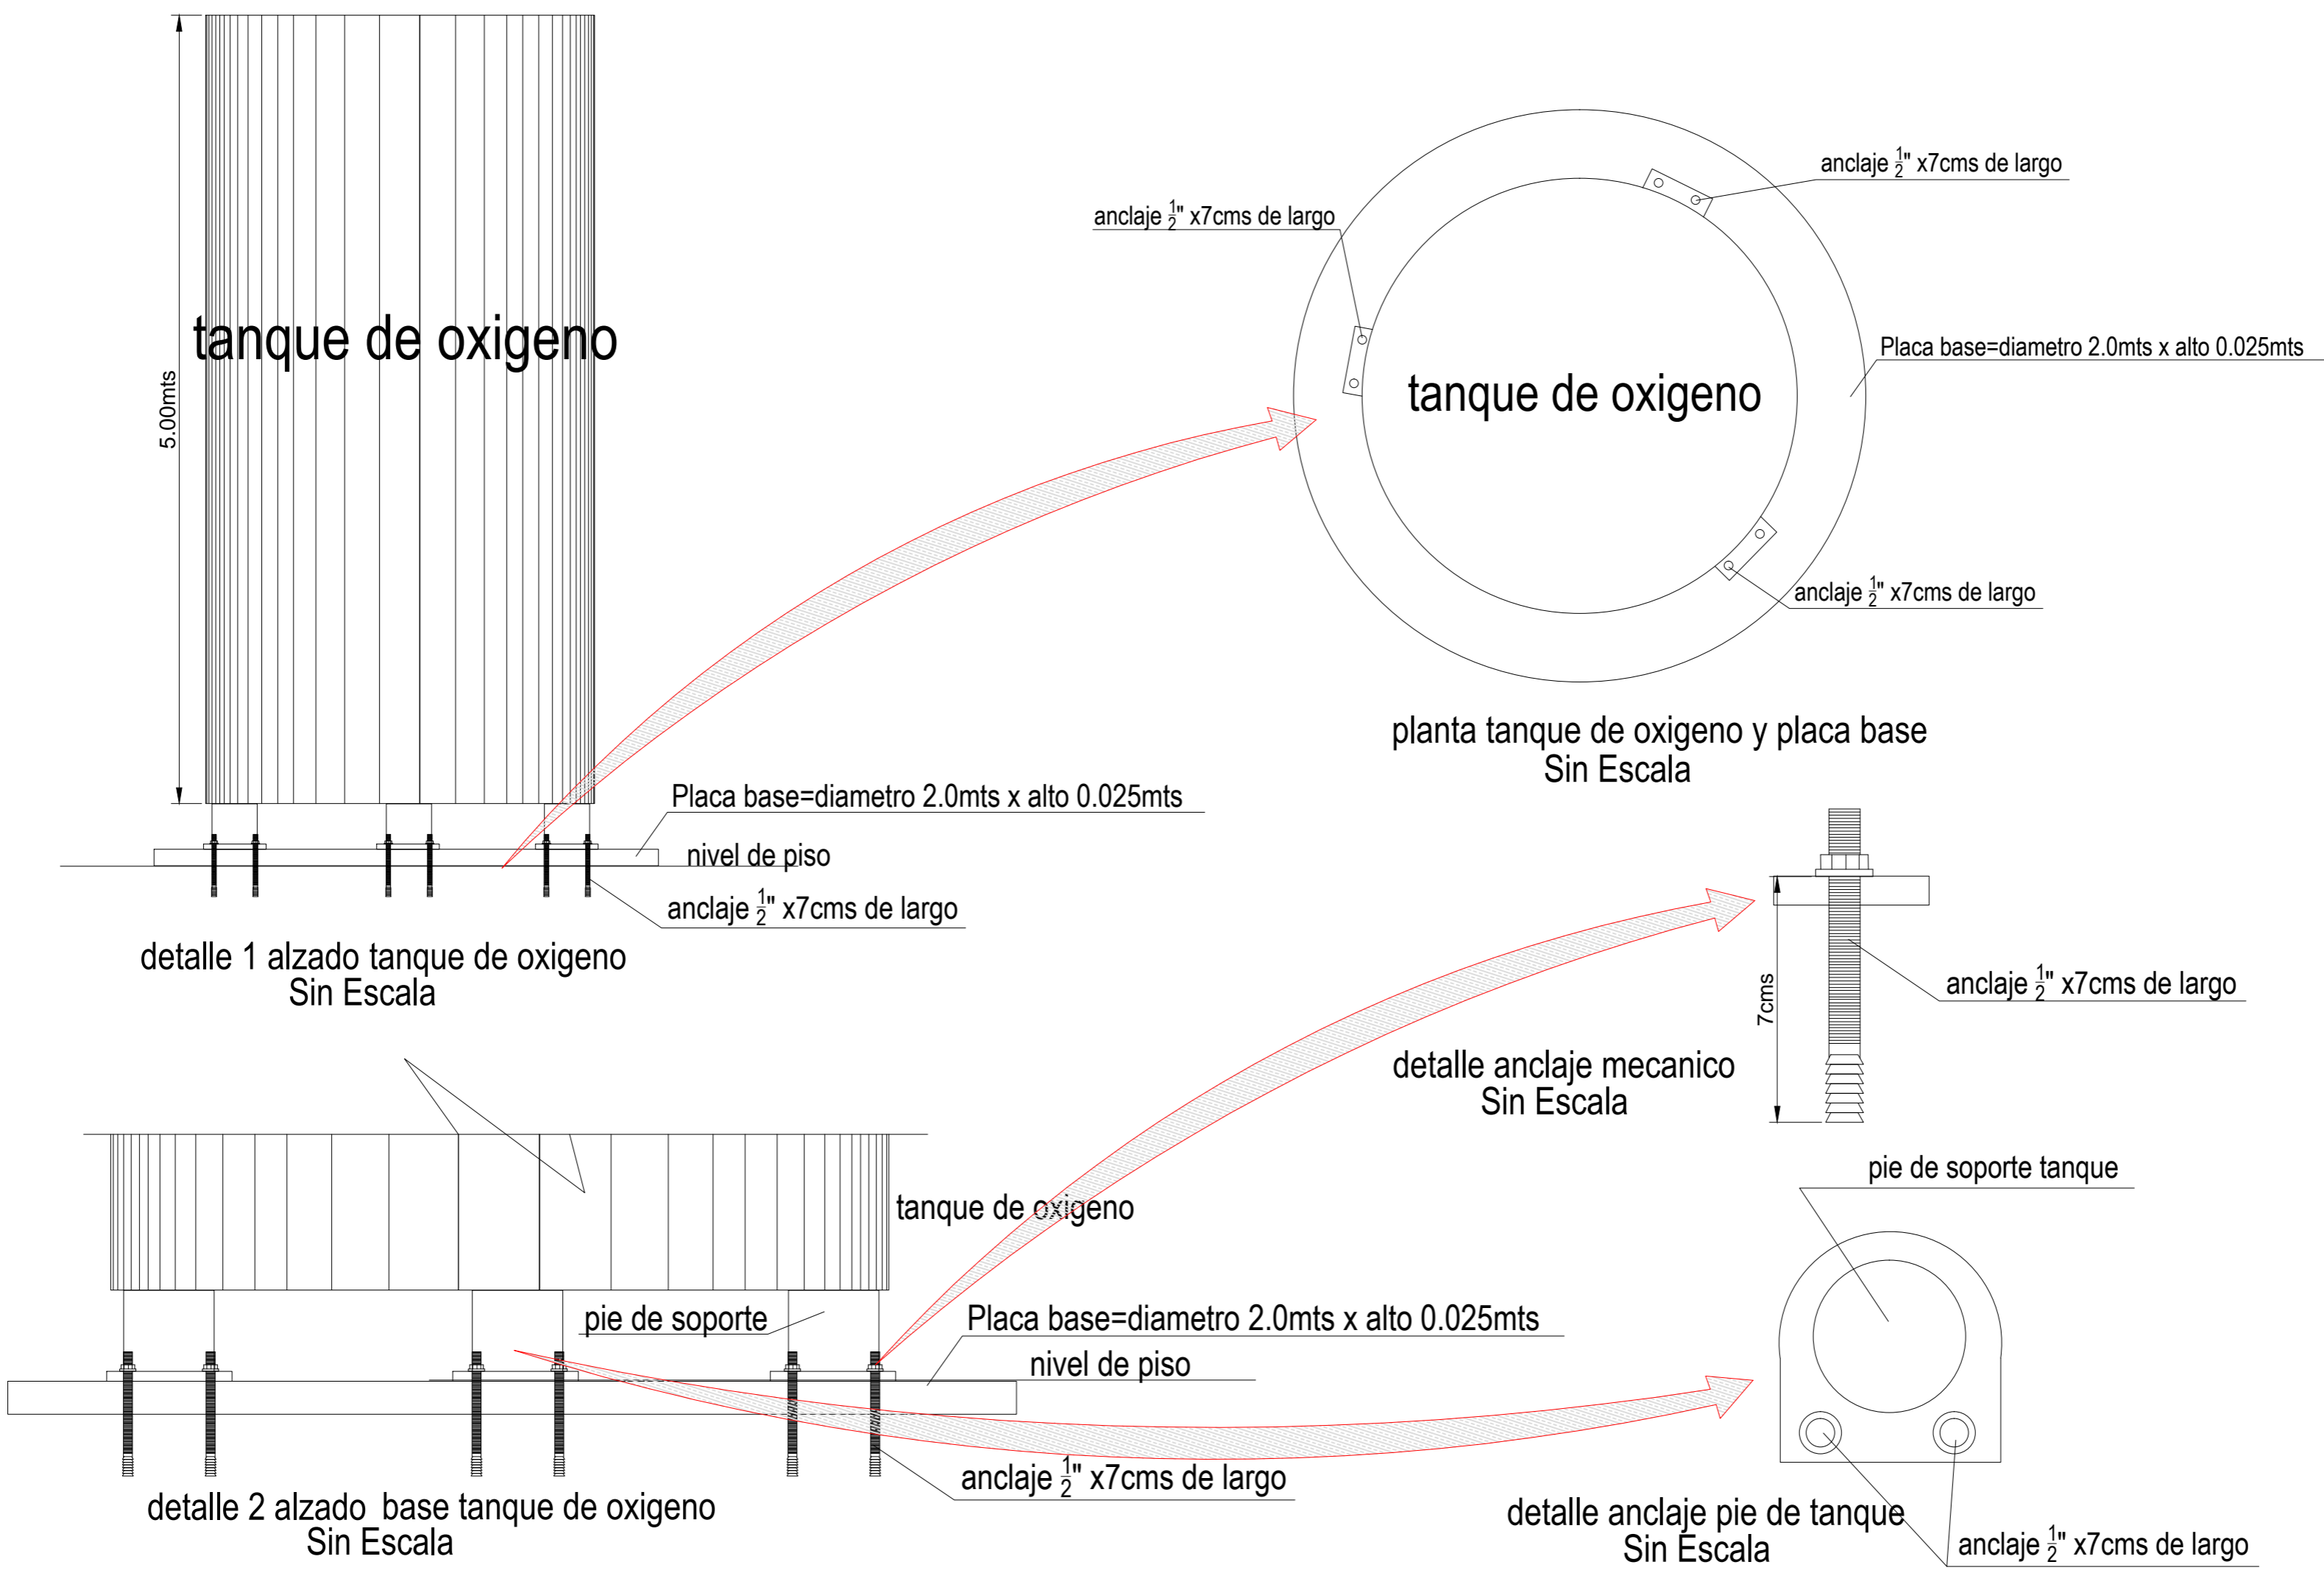 5.00mts
tanque de oxigeno
Placa base=diametro 2.0mts x alto 0.025mts
nivel de piso
anclaje 1/2" x7cms de largo
detalle 1 alzado tanque de oxigeno
Sin Escala
anclaje 1/2" x7cms de largo
anclaje 1/2" x7cms de largo
Placa base=diametro 2.0mts x alto 0.025mts
tanque de oxigeno
anclaje 1/2" x7cms de largo
planta tanque de oxigeno y placa base
Sin Escala
7cms
anclaje 1/2" x7cms de largo
detalle anclaje mecanico
Sin Escala
tanque de oxigeno
pie de soporte
Placa base=diametro 2.0mts x alto 0.025mts
nivel de piso
anclaje 1/2" x7cms de largo
detalle 2 alzado base tanque de oxigeno
Sin Escala
pie de soporte tanque
detalle anclaje pie de tanque
Sin Escala
anclaje 1/2" x7cms de largo